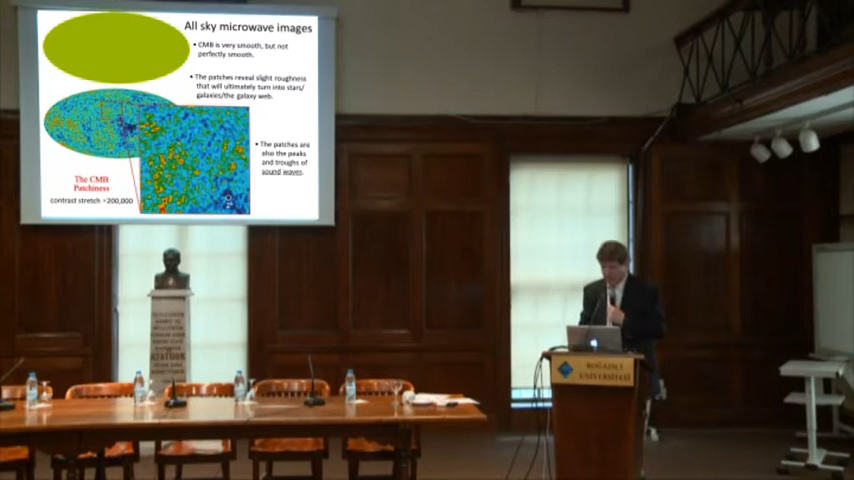 All sky microwave images
• CMB is very smooth, but not
perfectly smooth.
• The patches reveal slight roughness
that will ultimately turn into stars/
galaxies/the galaxy web.
• The patches are
also the peaks
and troughs of
sound waves.
The CMB
Patchiness
contrast stretch ×200,000
ATATÜRK
BOĞAZİÇİ
ÜNİVERSİTESİ